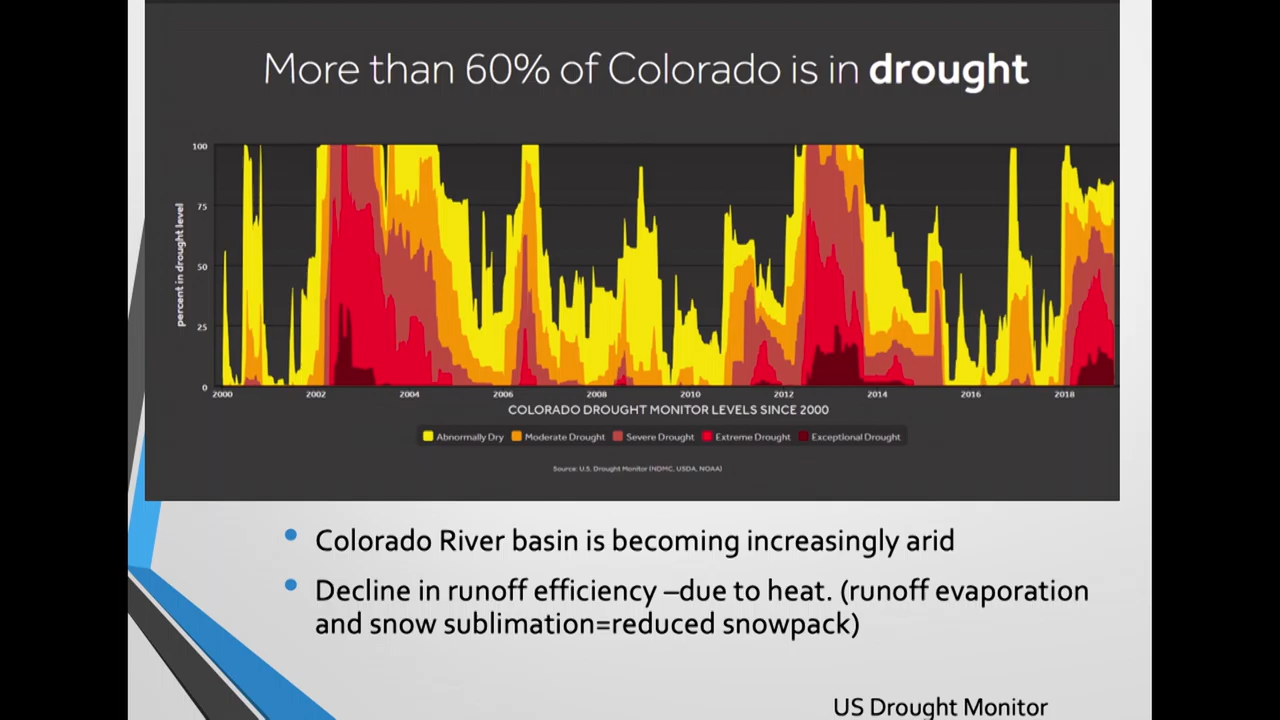 More than 60% of Colorado is in drought
percent in drought level
100
75
50
25
0
2000 2002 2004 2006 2008 2010 2012 2014 2016 2018
COLORADO DROUGHT MONITOR LEVELS SINCE 2000
Abnormally Dry Moderate Drought Severe Drought Extreme Drought Exceptional Drought
Source: U.S. Drought Monitor (NDMC, USDA, NOAA)
• Colorado River basin is becoming increasingly arid
• Decline in runoff efficiency –due to heat. (runoff evaporation
and snow sublimation=reduced snowpack)
US Drought Monitor